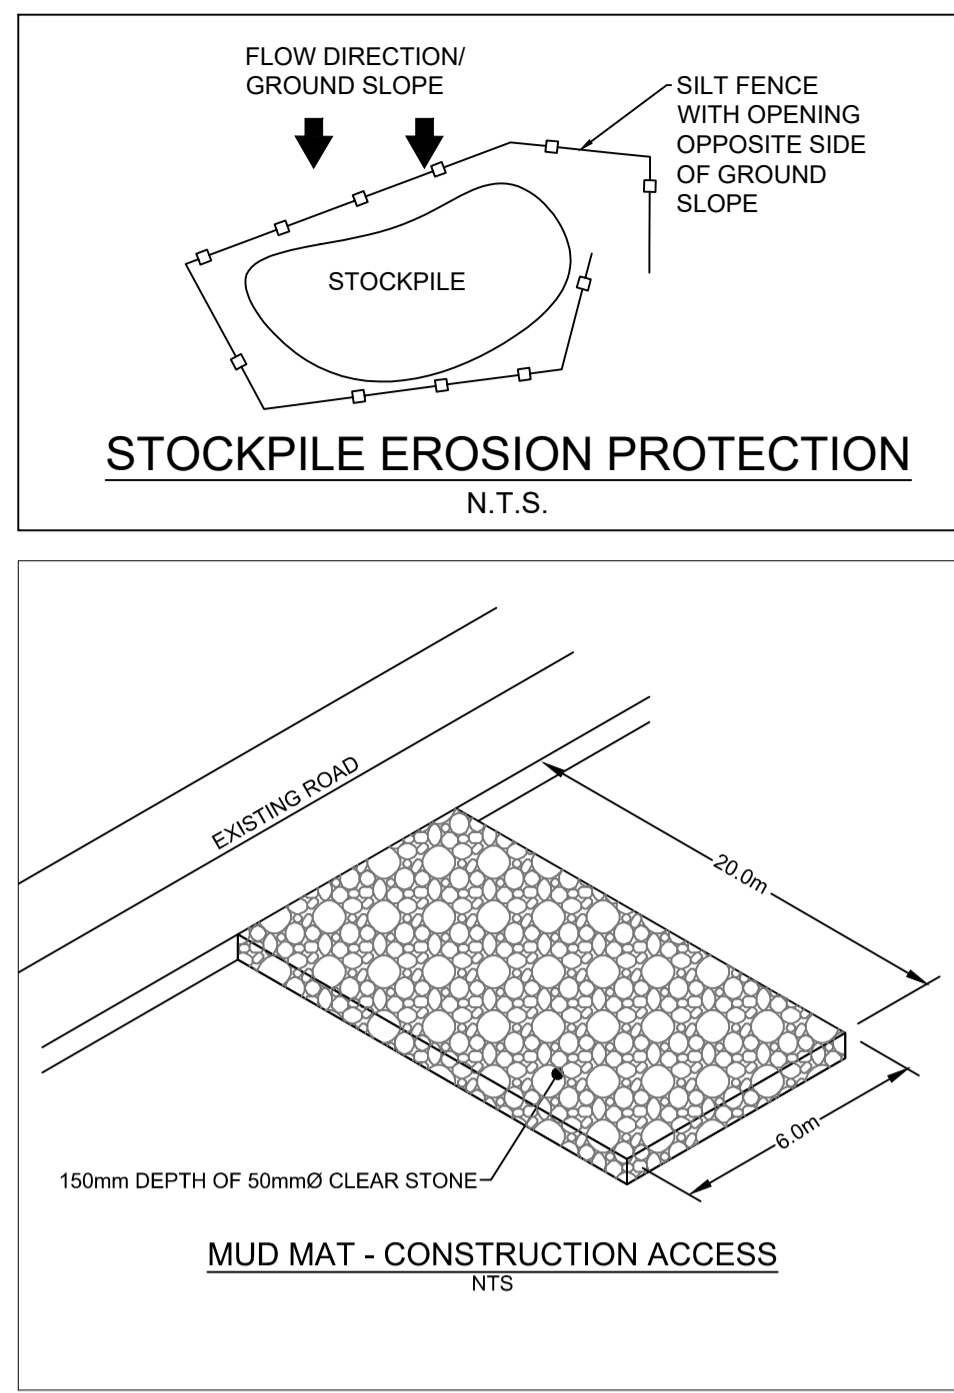 FLOW DIRECTION/
GROUND SLOPE
SILT FENCE
WITH OPENING
OPPOSITE SIDE
OF GROUND
SLOPE
STOCKPILE
STOCKPILE EROSION PROTECTION
N.T.S.
EXISTING ROAD
20.0m
6.0m
150mm DEPTH OF 50mmØ CLEAR STONE
MUD MAT - CONSTRUCTION ACCESS
NTS